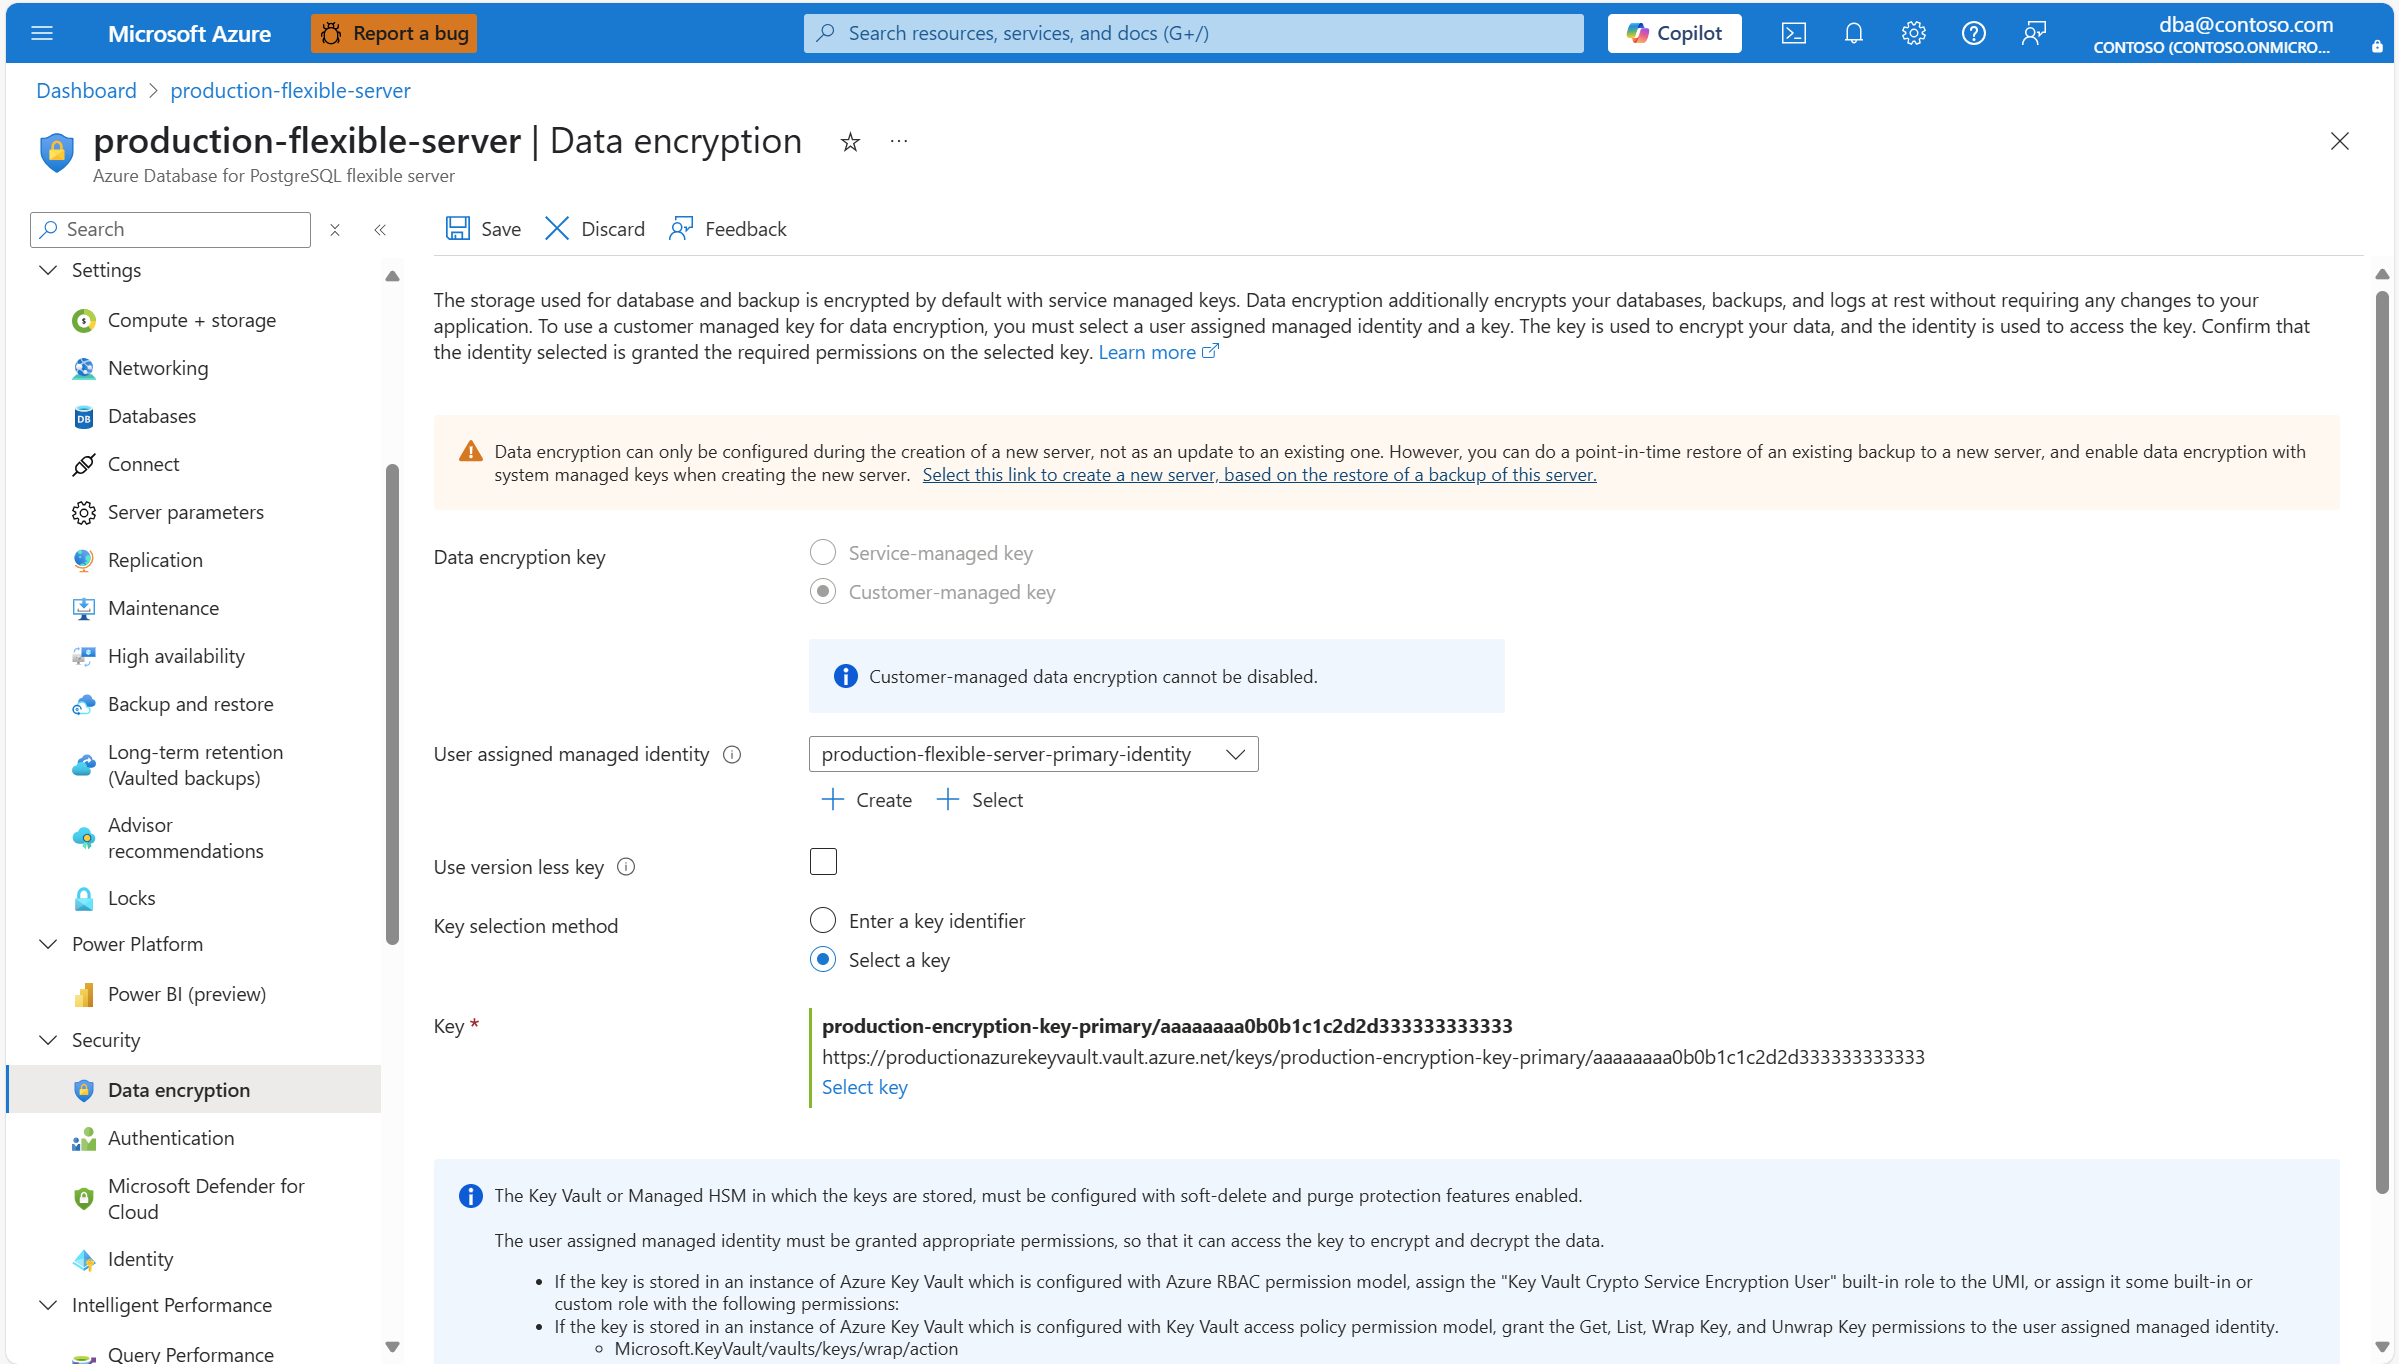 Microsoft Azure
Report a bug
Search resources, services, and docs (G+/)
Copilot
dba@contoso.com
CONTOSO (CONTOSO.ONMICRO...
Dashboard > production-flexible-server
production-flexible-server | Data encryption
Azure Database for PostgreSQL flexible server
Search
Settings
Compute + storage
Networking
Databases
Connect
Server parameters
Replication
Maintenance
High availability
Backup and restore
Long-term retention
(Vaulted backups)
Advisor
recommendations
Locks
Power Platform
Power BI (preview)
Security
Data encryption
Authentication
Microsoft Defender for
Cloud
Identity
Intelligent Performance
Query Performance
Save
Discard
Feedback
The storage used for database and backup is encrypted by default with service managed keys. Data encryption additionally encrypts your databases, backups, and logs at rest without requiring any changes to your
application. To use a customer managed key for data encryption, you must select a user assigned managed identity and a key. The key is used to encrypt your data, and the identity is used to access the key. Confirm that
the identity selected is granted the required permissions on the selected key. Learn more
Data encryption can only be configured during the creation of a new server, not as an update to an existing one. However, you can do a point-in-time restore of an existing backup to a new server, and enable data encryption with
system managed keys when creating the new server. Select this link to create a new server, based on the restore of a backup of this server.
Data encryption key
Service-managed key
Customer-managed key
Customer-managed data encryption cannot be disabled.
User assigned managed identity
production-flexible-server-primary-identity
Create
Select
Use version less key
Key selection method
Enter a key identifier
Select a key
Key *
production-encryption-key-primary/aaaaaaaa0b0b1c1c2d2d333333333333
https://productionazurekeyvault.vault.azure.net/keys/production-encryption-key-primary/aaaaaaaa0b0b1c1c2d2d333333333333
Select key
The Key Vault or Managed HSM in which the keys are stored, must be configured with soft-delete and purge protection features enabled.
The user assigned managed identity must be granted appropriate permissions, so that it can access the key to encrypt and decrypt the data.
• If the key is stored in an instance of Azure Key Vault which is configured with Azure RBAC permission model, assign the "Key Vault Crypto Service Encryption User" built-in role to the UMI, or assign it some built-in or
custom role with the following permissions:
• If the key is stored in an instance of Azure Key Vault which is configured with Key Vault access policy permission model, grant the Get, List, Wrap Key, and Unwrap Key permissions to the user assigned managed identity.
◦ Microsoft.KeyVault/vaults/keys/wrap/action